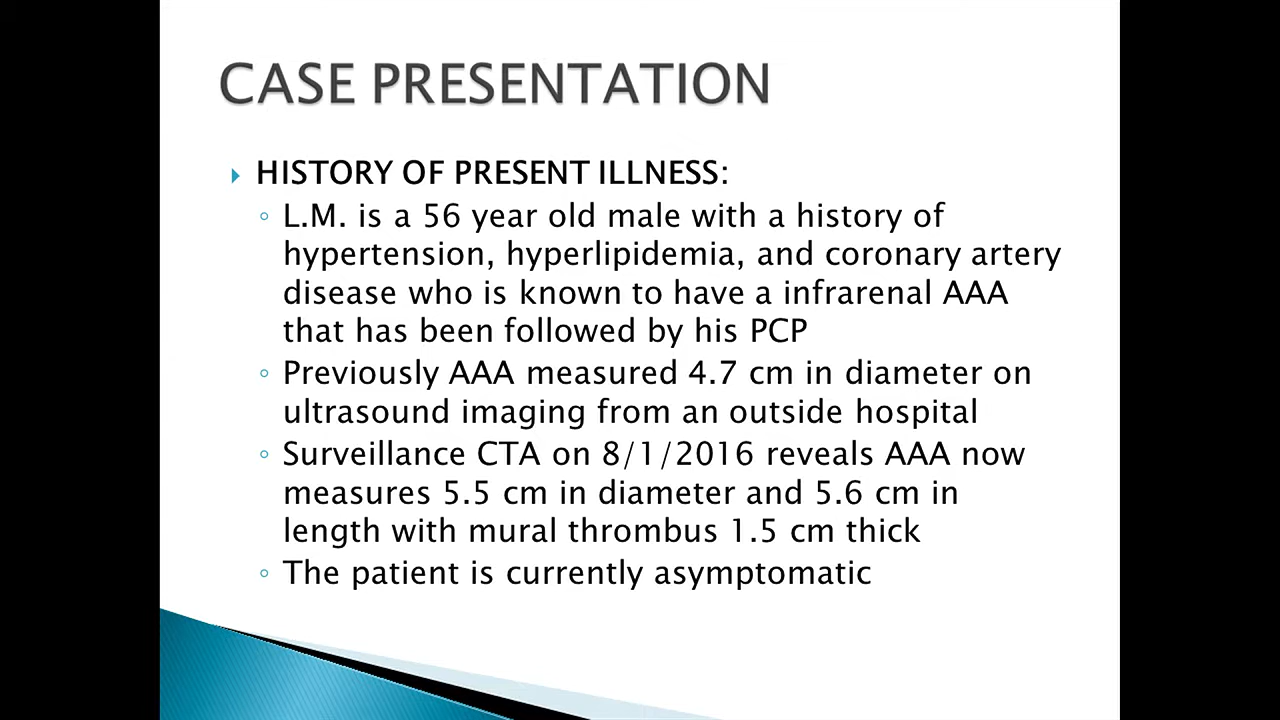 CASE PRESENTATION
HISTORY OF PRESENT ILLNESS:
L.M. is a 56 year old male with a history of
hypertension, hyperlipidemia, and coronary artery
disease who is known to have a infrarenal AAA
that has been followed by his PCP
Previously AAA measured 4.7 cm in diameter on
ultrasound imaging from an outside hospital
Surveillance CTA on 8/1/2016 reveals AAA now
measures 5.5 cm in diameter and 5.6 cm in
length with mural thrombus 1.5 cm thick
The patient is currently asymptomatic